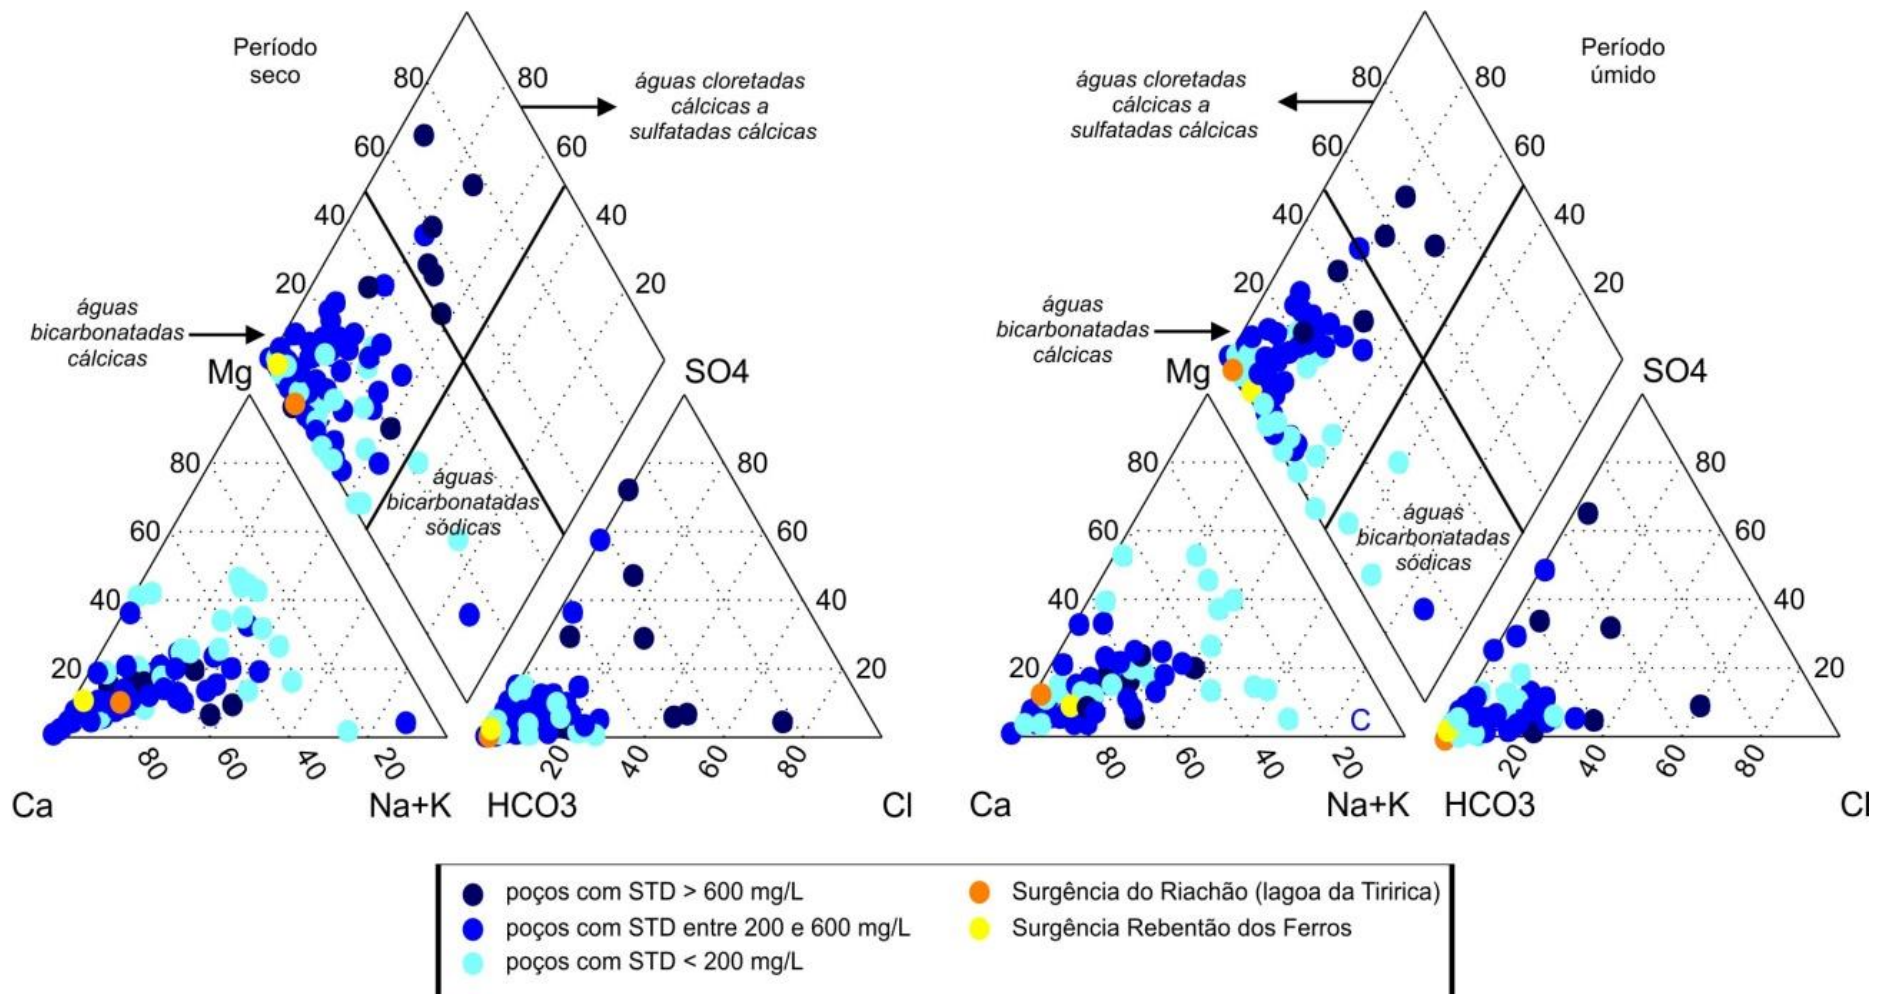 Período
seco
80
80
águas cloretadas
cálcicas a
sulfatadas cálcicas
60
60
40
40
20
20
águas
bicarbonatadas
cálcicas
Mg
SO4
80
80
águas
bicarbonatadas
sódicas
60
60
40
40
20
20
80
60
40
20
20
40
60
80
Ca
Na+K
HCO3
Cl
Período
úmido
80
80
águas cloretadas
cálcicas a
sulfatadas cálcicas
60
60
40
40
20
20
águas
bicarbonatadas
cálcicas
Mg
SO4
80
80
águas
bicarbonatadas
sódicas
60
60
40
40
20
20
C
80
60
40
20
20
40
60
80
Ca
Na+K
HCO3
Cl
poços com STD > 600 mg/L
poços com STD entre 200 e 600 mg/L
poços com STD < 200 mg/L
Surgência do Riachão (lagoa da Tiririca)
Surgência Rebentão dos Ferros